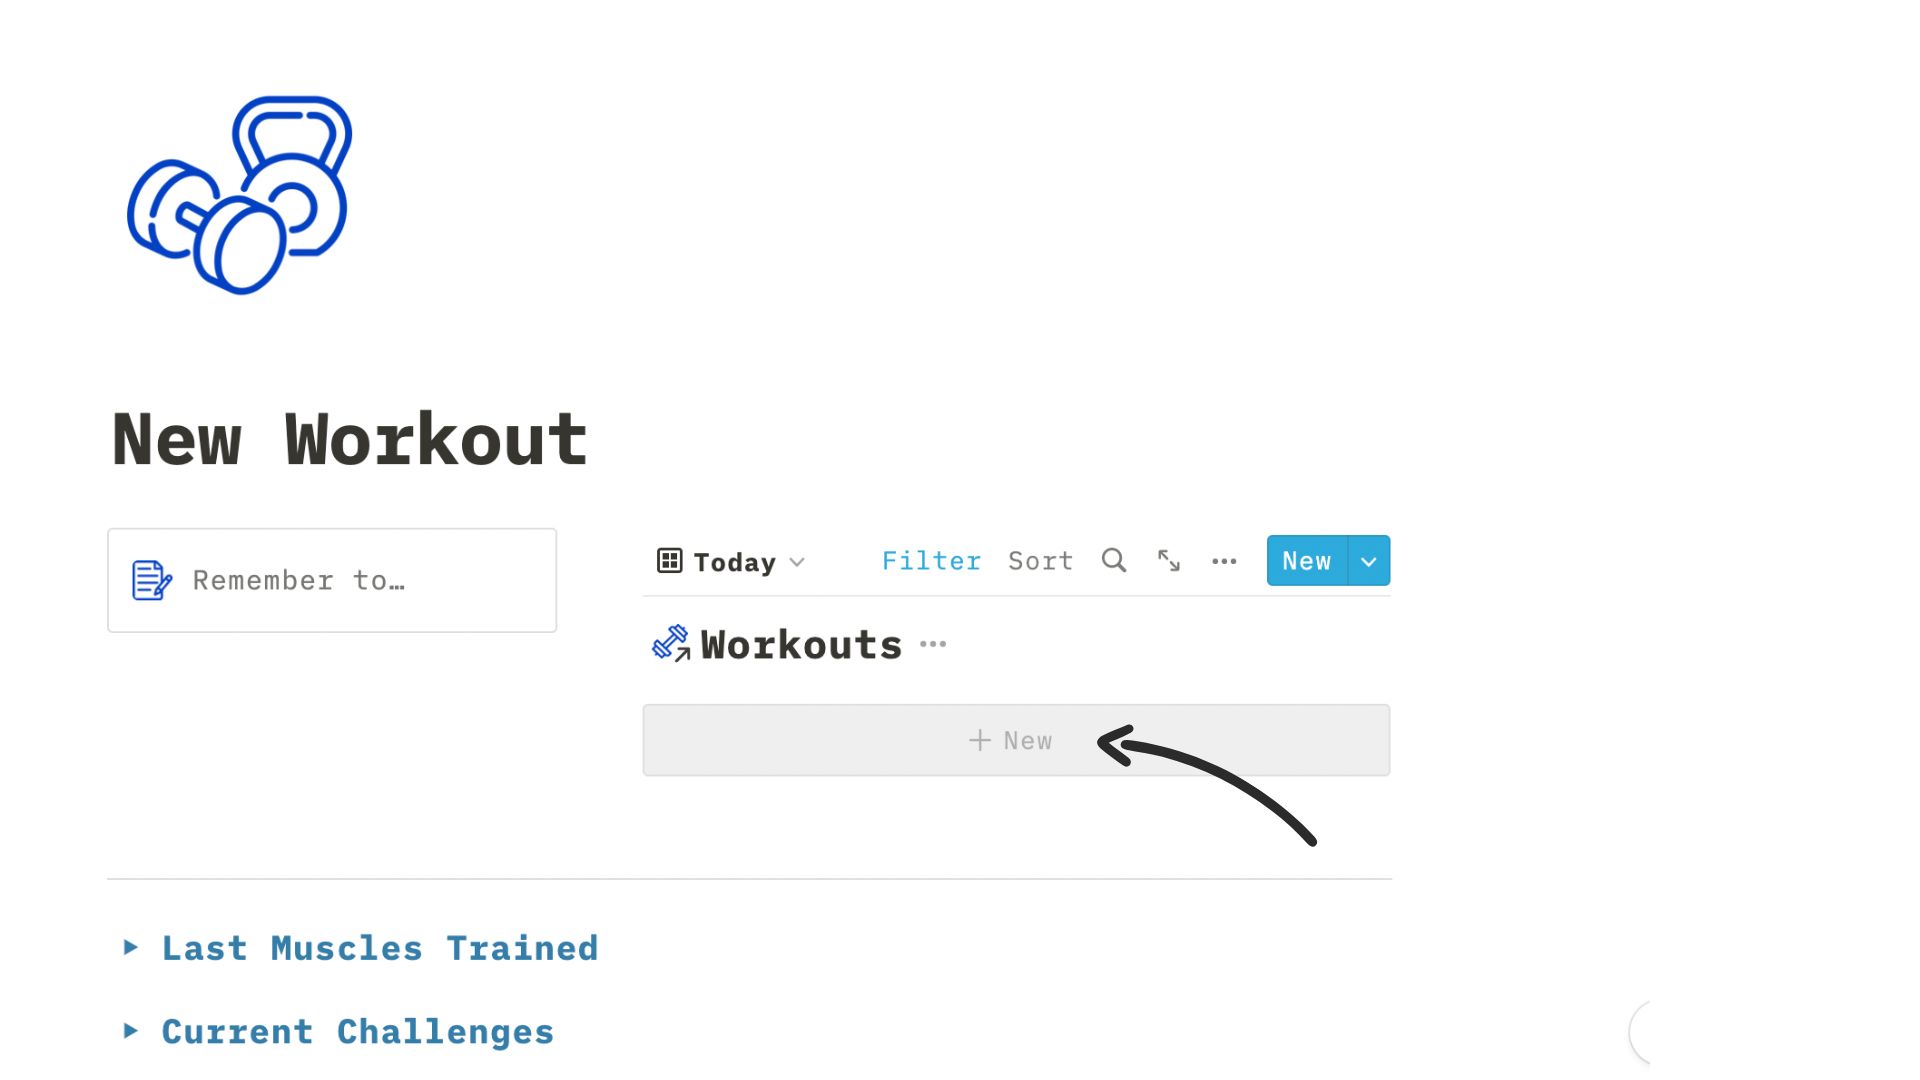 New Workout
Remember to…
Today
Filter Sort
New
Workouts
+ New
Last Muscles Trained
Current Challenges